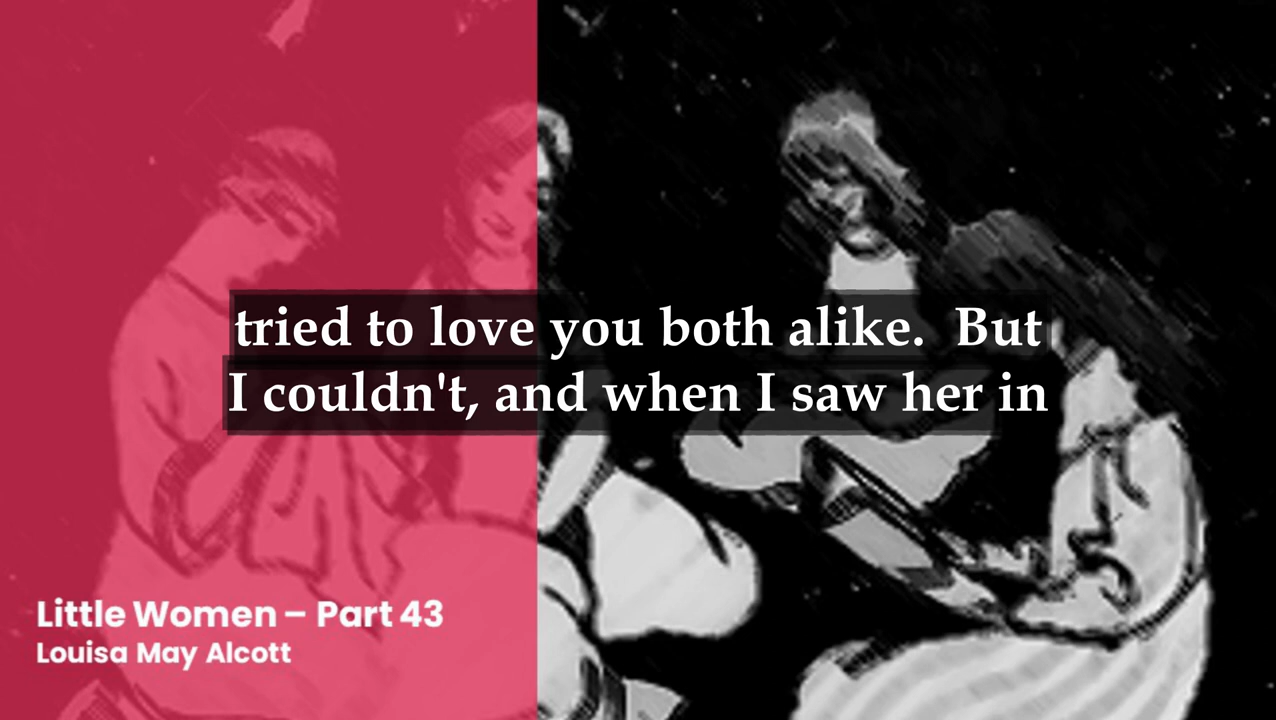 tried to love you both alike.  But
I couldn't, and when I saw her in
Little Women – Part 43
Louisa May Alcott